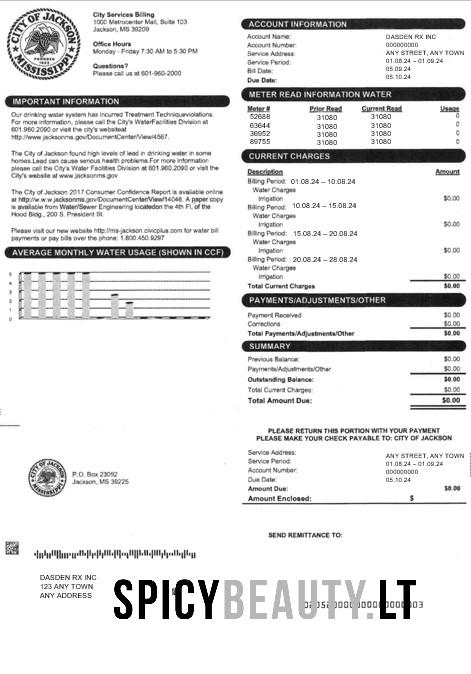 CITY OF JACKSON
MISSISSIPPI
City Services Billing
1000 Metrocenter Mall, Suite 103
Jackson, MS 39209
Office Hours
Monday - Friday 7:30 AM to 5:30 PM
Questions?
Please call us at 601-960-2000
IMPORTANT INFORMATION
Our drinking water system has incurred Treatment Techniqueviolations.
For more information, please call the City's WaterFacilities Division at
601.960.2090 or visit the city's websiteat
http://www.jacksonms.gov/DocumentCenter/View/4567.
The City of Jackson found high levels of lead in drinking water in some
homes.Lead can cause serious health problems.For more information
please call the City's Water Facilities Division at 601.960.2090 or visit the
City's website at www.jacksonms.gov
The City of Jackson 2017 Consumer Confidence Report is available online
at http://w.w.w.jacksonms.gov/DocumentCenter/View/14046. A paper copy
is available from Water/Sewer Engineering locatedon the 4th Fl, of the
Hood Bldg., 200 S. President St.
Please visit our new website http://ms-jackson.civicplus.com for water bill
payments or pay bills over the phone: 1.800.450.9297
AVERAGE MONTHLY WATER USAGE (SHOWN IN CCF)
5
4
3
2
1
0
ACCOUNT INFORMATION
Account Name: DASDEN RX INC
Account Number: 000000000
Service Address: ANY STREET, ANY TOWN
Service Period: 01.08.24 – 01.09.24
Bill Date: 05.09.24
Due Date: 05.10.24
METER READ INFORMATION WATER
Meter # Prior Read Current Read Usage
52688 31080 31080 0
63644 31080 31080 0
36952 31080 31080 0
89755 31080 31080 0
CURRENT CHARGES
Description Amount
Billing Period: 01.08.24 – 10.08.24
Water Charges
Irrigation $0.00
Billing Period: 10.08.24 – 15.08.24
Water Charges
Irrigation $0.00
Billing Period: 15.08.24 – 20.08.24
Water Charges
Irrigation $0.00
Billing Period: 20.08.24 – 28.08.24
Water Charges
Irrigation $0.00
Total Current Charges $0.00
PAYMENTS/ADJUSTMENTS/OTHER
Payment Received $0.00
Corrections $0.00
Total Payments/Adjustments/Other $0.00
SUMMARY
Previous Balance: $0.00
Payments/Adjustments/Other $0.00
Outstanding Balance: $0.00
Total Current Charges: $0.00
Total Amount Due: $0.00
PLEASE RETURN THIS PORTION WITH YOUR PAYMENT
PLEASE MAKE YOUR CHECK PAYABLE TO: CITY OF JACKSON
CITY OF JACKSON
MISSISSIPPI
P.O. Box 23092
Jackson, MS 39225
Service Address: ANY STREET, ANY TOWN
Service Period: 01.08.24 – 01.09.24
Account Number: 000000000
Due Date: 05.10.24
Amount Due: $0.00
Amount Enclosed: $
SEND REMITTANCE TO:
DASDEN RX INC
123 ANY TOWN
ANY ADDRESS
SPICYBEAUTY.LT